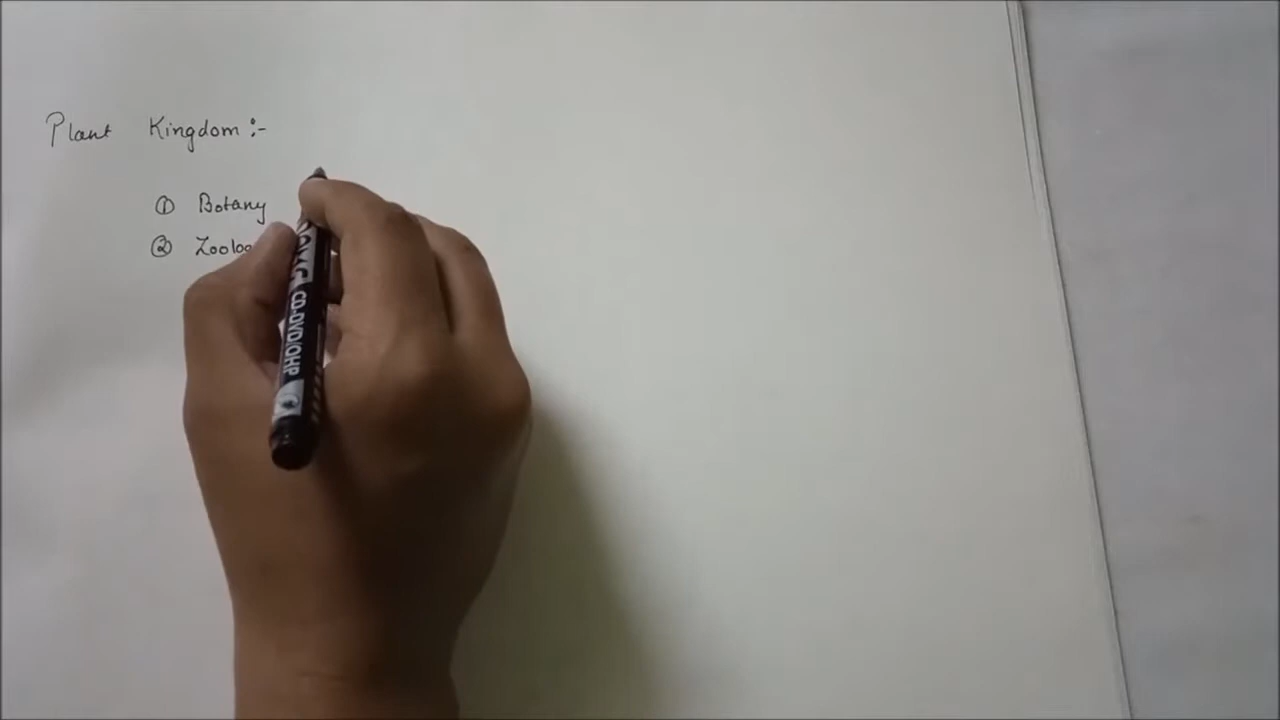 Plant Kingdom :-
① Botany
② Zoolo
CD-DVD/OHP